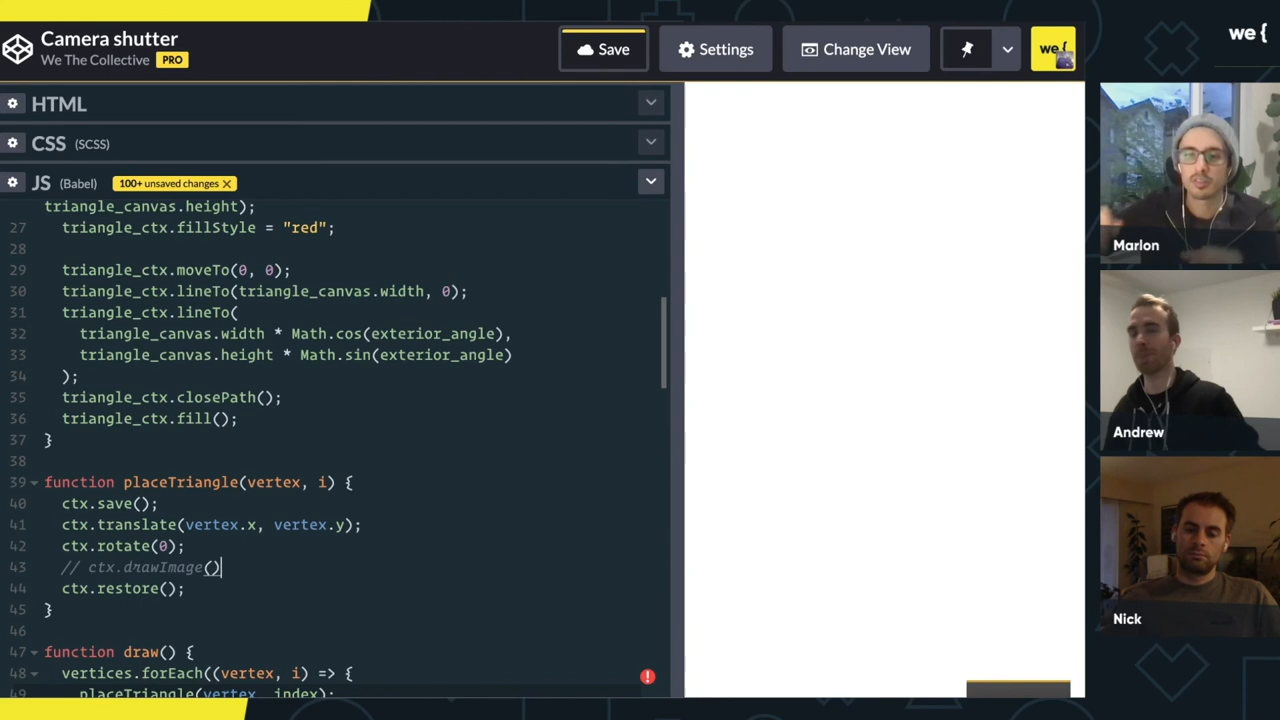 Camera shutter
We The Collective PRO
Save
Settings
Change View
we {
we {
HTML
CSS (SCSS)
JS (Babel) 100+ unsaved changes X
triangle_canvas.height);
27 triangle_ctx.fillStyle = "red";
28
29 triangle_ctx.moveTo(0, 0);
30 triangle_ctx.lineTo(triangle_canvas.width, 0);
31 triangle_ctx.lineTo(
32 triangle_canvas.width * Math.cos(exterior_angle),
33 triangle_canvas.height * Math.sin(exterior_angle)
34 );
35 triangle_ctx.closePath();
36 triangle_ctx.fill();
37 }
38
39 function placeTriangle(vertex, i) {
40 ctx.save();
41 ctx.translate(vertex.x, vertex.y);
42 ctx.rotate(0);
43 // ctx.drawImage()
44 ctx.restore();
45 }
46
47 function draw() {
48 vertices.forEach((vertex, i) => {
49 placeTriangle(vertex, index);
Marlon
Andrew
Nick